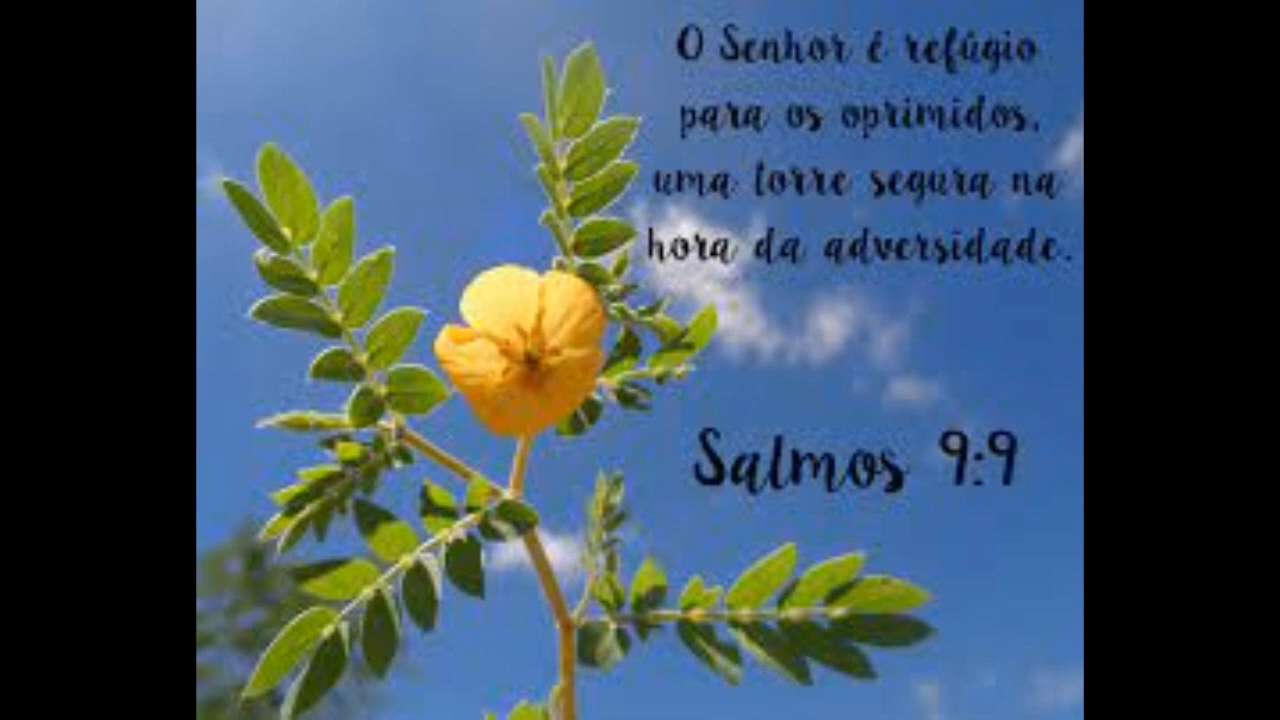 O Senhor é refúgio
para os oprimidos,
uma torre segura na
hora da adversidade.
Salmos 9:9